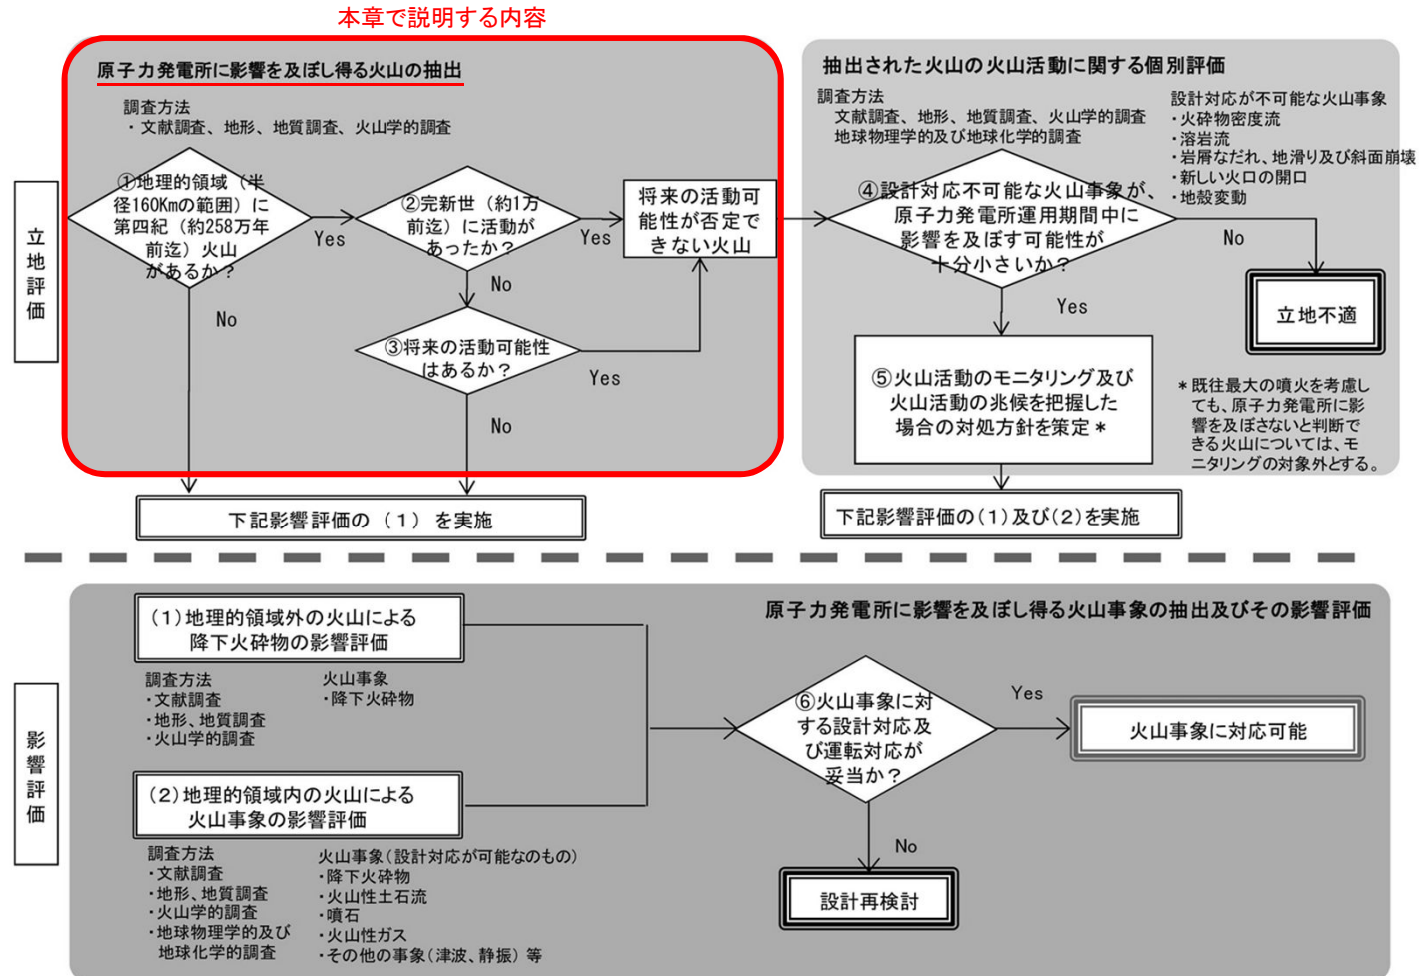 本章で説明する内容
原子力発電所に影響を及ぼし得る火山の抽出
調査方法
・文献調査、地形、地質調査、火山学的調査
立地評価
①地理的領域（半
径160Kmの範囲）に
第四紀（約258万年
前迄）火山
があるか？
Yes
No
②完新世（約1万
前迄）に活動が
あったか？
Yes
No
③将来の活動可能性
はあるか？
Yes
No
将来の活動可
能性が否定で
きない火山
下記影響評価の（１）を実施
抽出された火山の火山活動に関する個別評価
調査方法
文献調査、地形、地質調査、火山学的調査
地球物理学的及び地球化学的調査
設計対応が不可能な火山事象
・火砕物密度流
・溶岩流
・岩屑なだれ、地滑り及び斜面崩壊
・新しい火口の開口
・地殻変動
④設計対応不可能な火山事象が、
原子力発電所運用期間中に
影響を及ぼす可能性が
十分小さいか？
No
Yes
立地不適
⑤火山活動のモニタリング及び
火山活動の兆候を把握した
場合の対処方針を策定＊
＊既往最大の噴火を考慮し
ても、原子力発電所に影
響を及ぼさないと判断で
きる火山については、モ
ニタリングの対象外とする。
下記影響評価の(１)及び(２)を実施
影響評価
原子力発電所に影響を及ぼし得る火山事象の抽出及びその影響評価
(１)地理的領域外の火山による
降下火砕物の影響評価
調査方法
・文献調査
・地形、地質調査
・火山学的調査
火山事象
・降下火砕物
(２)地理的領域内の火山による
火山事象の影響評価
調査方法
・文献調査
・地形、地質調査
・火山学的調査
・地球物理学的及び
地球化学的調査
火山事象(設計対応が可能なのもの)
・降下火砕物
・火山性土石流
・噴石
・火山性ガス
・その他の事象(津波、静振)等
⑥火山事象に対
する設計対応及
び運転対応が
妥当か？
Yes
No
火山事象に対応可能
設計再検討